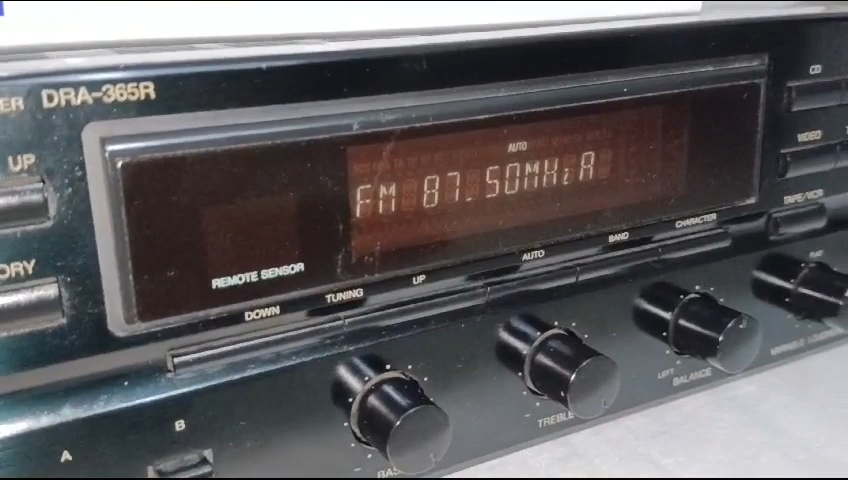 DRA-365R
CD
UP
AUTO
VIDEO
FM 87.50MHz A
TAPE/VCR
REMOTE SENSOR
DOWN
TUNING
UP
AUTO
BAND
CHARACTER
LEFT
BALANCE
TREBLE
A
B